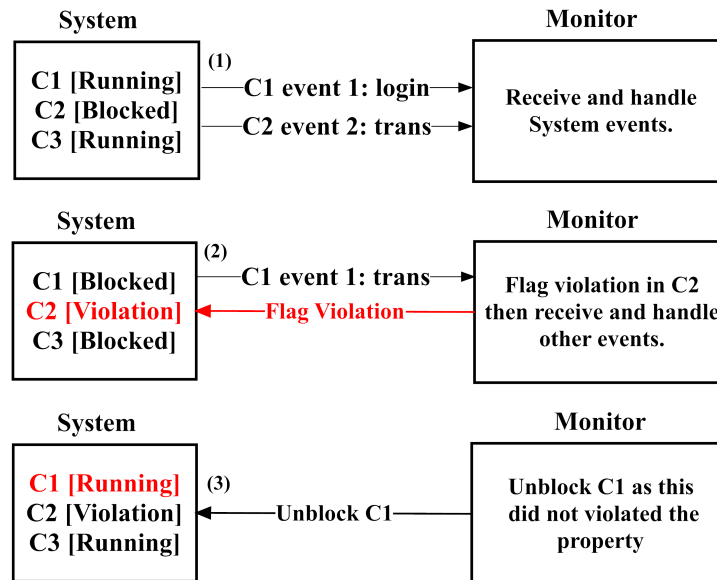 System
Monitor
(1)
C1 [Running]
C2 [Blocked]
C3 [Running]
C1 event 1: login
C2 event 2: trans
Receive and handle
System events.
System
Monitor
(2)
C1 [Blocked]
C2 [Violation]
C3 [Blocked]
C1 event 1: trans
Flag Violation
Flag violation in C2
then receive and handle
other events.
System
Monitor
(3)
C1 [Running]
C2 [Violation]
C3 [Running]
Unblock C1
Unblock C1 as this
did not violated the
property